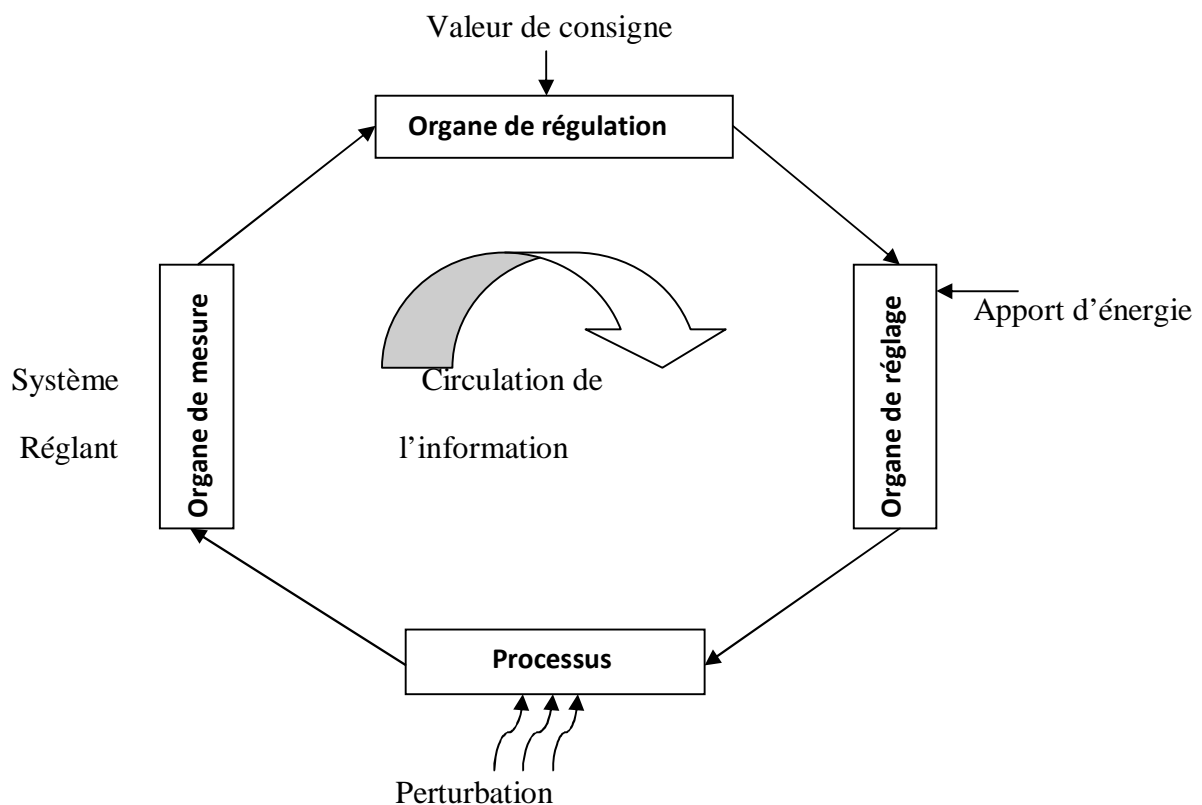 Valeur de consigne
Organe de régulation
Organe de mesure
Organe de réglage
Apport d’énergie
Système
Réglant
Circulation de
l’information
Processus
Perturbation